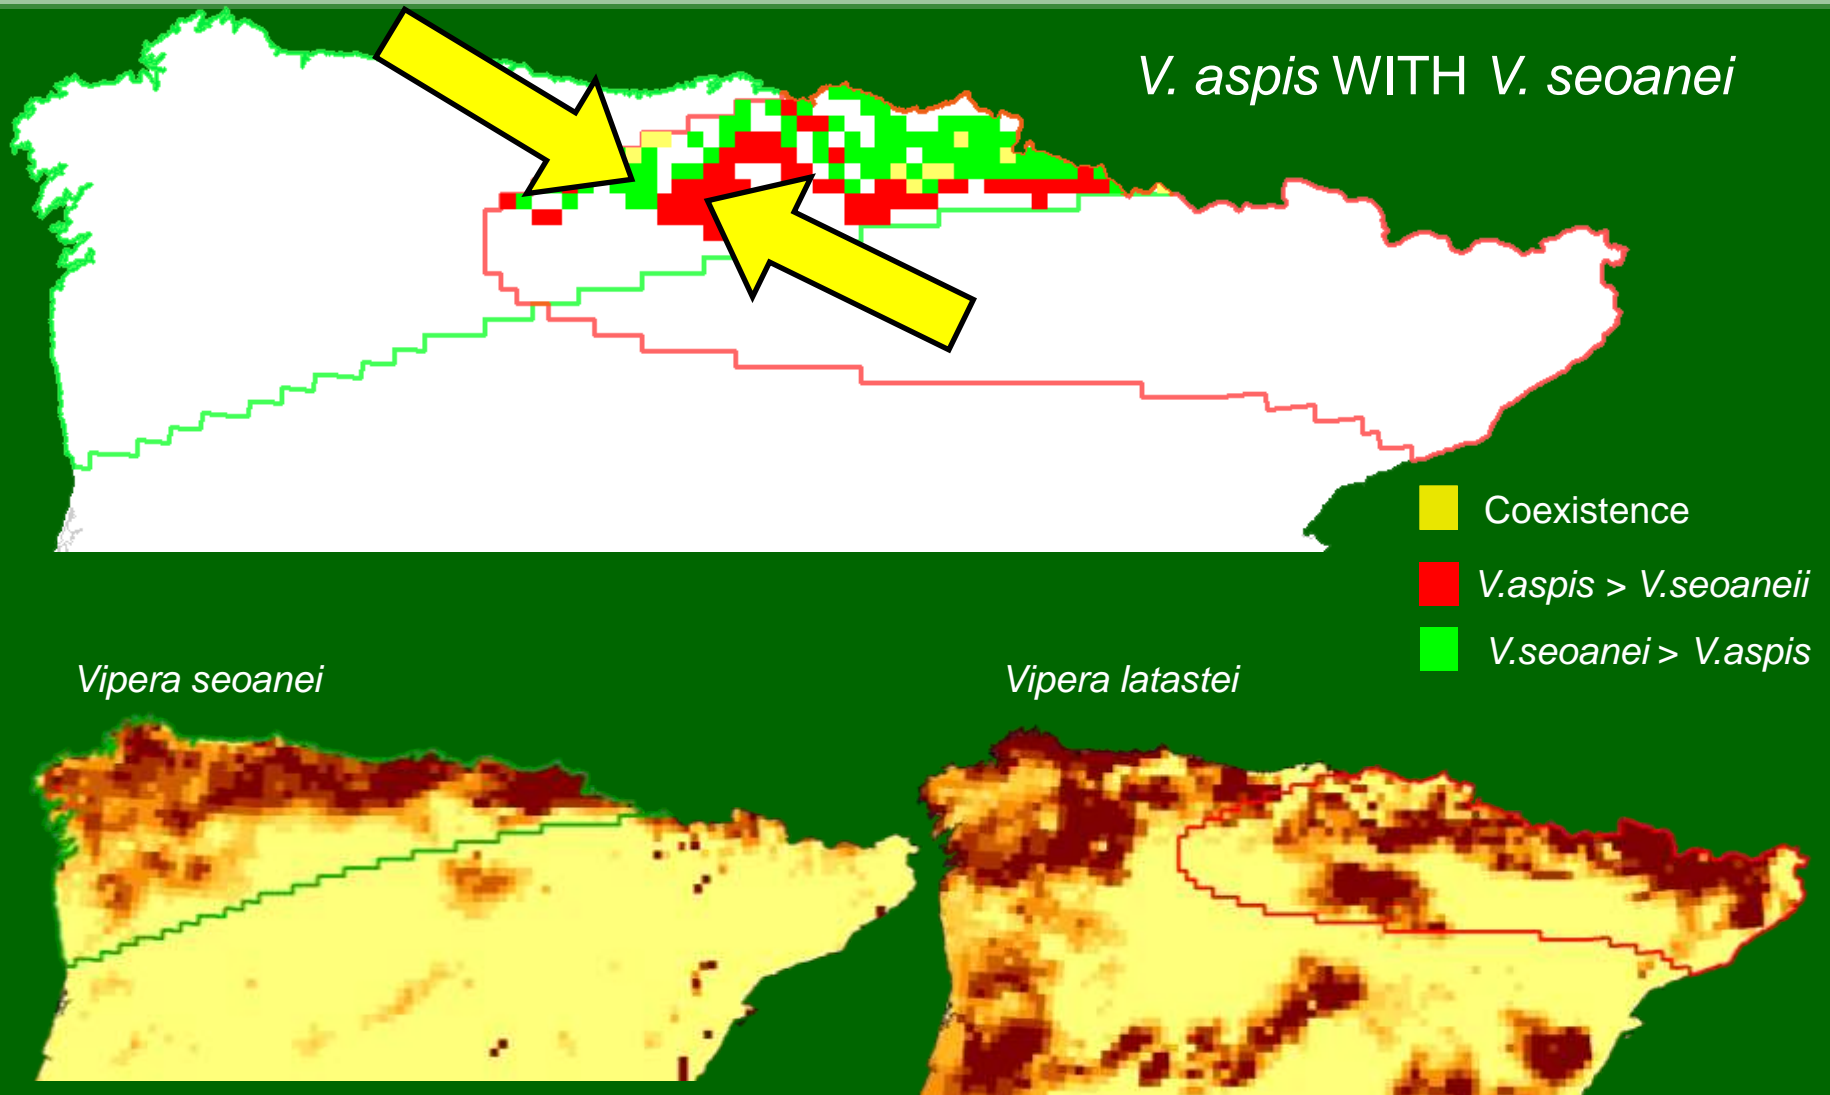 V. aspis WITH V. seoanei
Coexistence
V.aspis > V.seoaneii
V.seoanei > V.aspis
Vipera seoanei
Vipera latastei